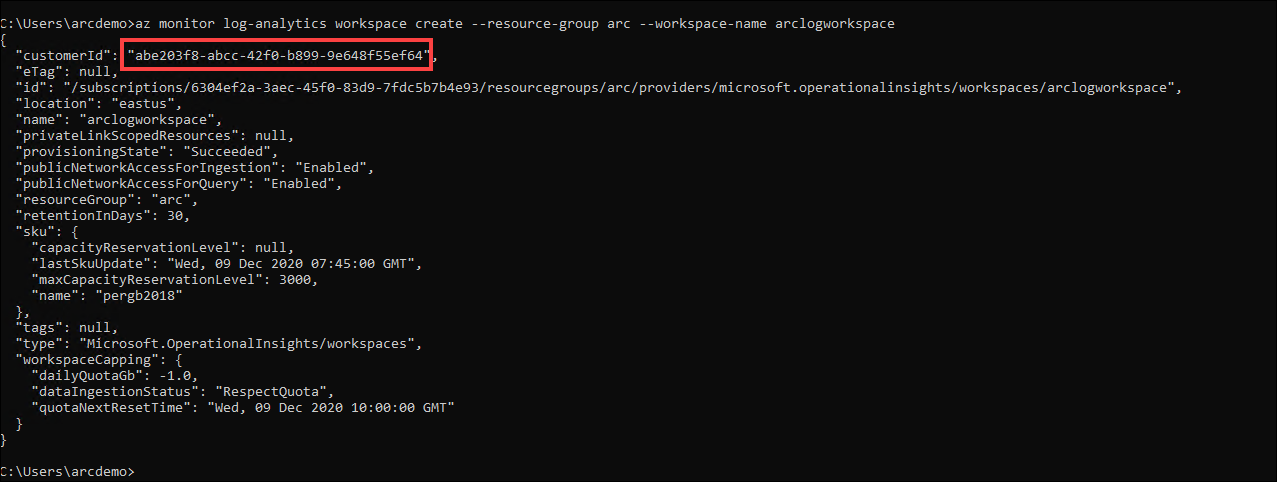 C:\Users\arcdemo>az monitor log-analytics workspace create --resource-group arc --workspace-name arclogworkspace
{
  "customerId": "abe203f8-abcc-42f0-b899-9e648f55ef64",
  "eTag": null,
  "id": "/subscriptions/6304ef2a-3aec-45f0-83d9-7fdc5b7b4e93/resourcegroups/arc/providers/microsoft.operationalinsights/workspaces/arclogworkspace",
  "location": "eastus",
  "name": "arclogworkspace",
  "privateLinkScopedResources": null,
  "provisioningState": "Succeeded",
  "publicNetworkAccessForIngestion": "Enabled",
  "publicNetworkAccessForQuery": "Enabled",
  "resourceGroup": "arc",
  "retentionInDays": 30,
  "sku": {
    "capacityReservationLevel": null,
    "lastSkuUpdate": "Wed, 09 Dec 2020 07:45:00 GMT",
    "maxCapacityReservationLevel": 3000,
    "name": "pergb2018"
  },
  "tags": null,
  "type": "Microsoft.OperationalInsights/workspaces",
  "workspaceCapping": {
    "dailyQuotaGb": -1.0,
    "dataIngestionStatus": "RespectQuota",
    "quotaNextResetTime": "Wed, 09 Dec 2020 10:00:00 GMT"
  }
}
C:\Users\arcdemo>